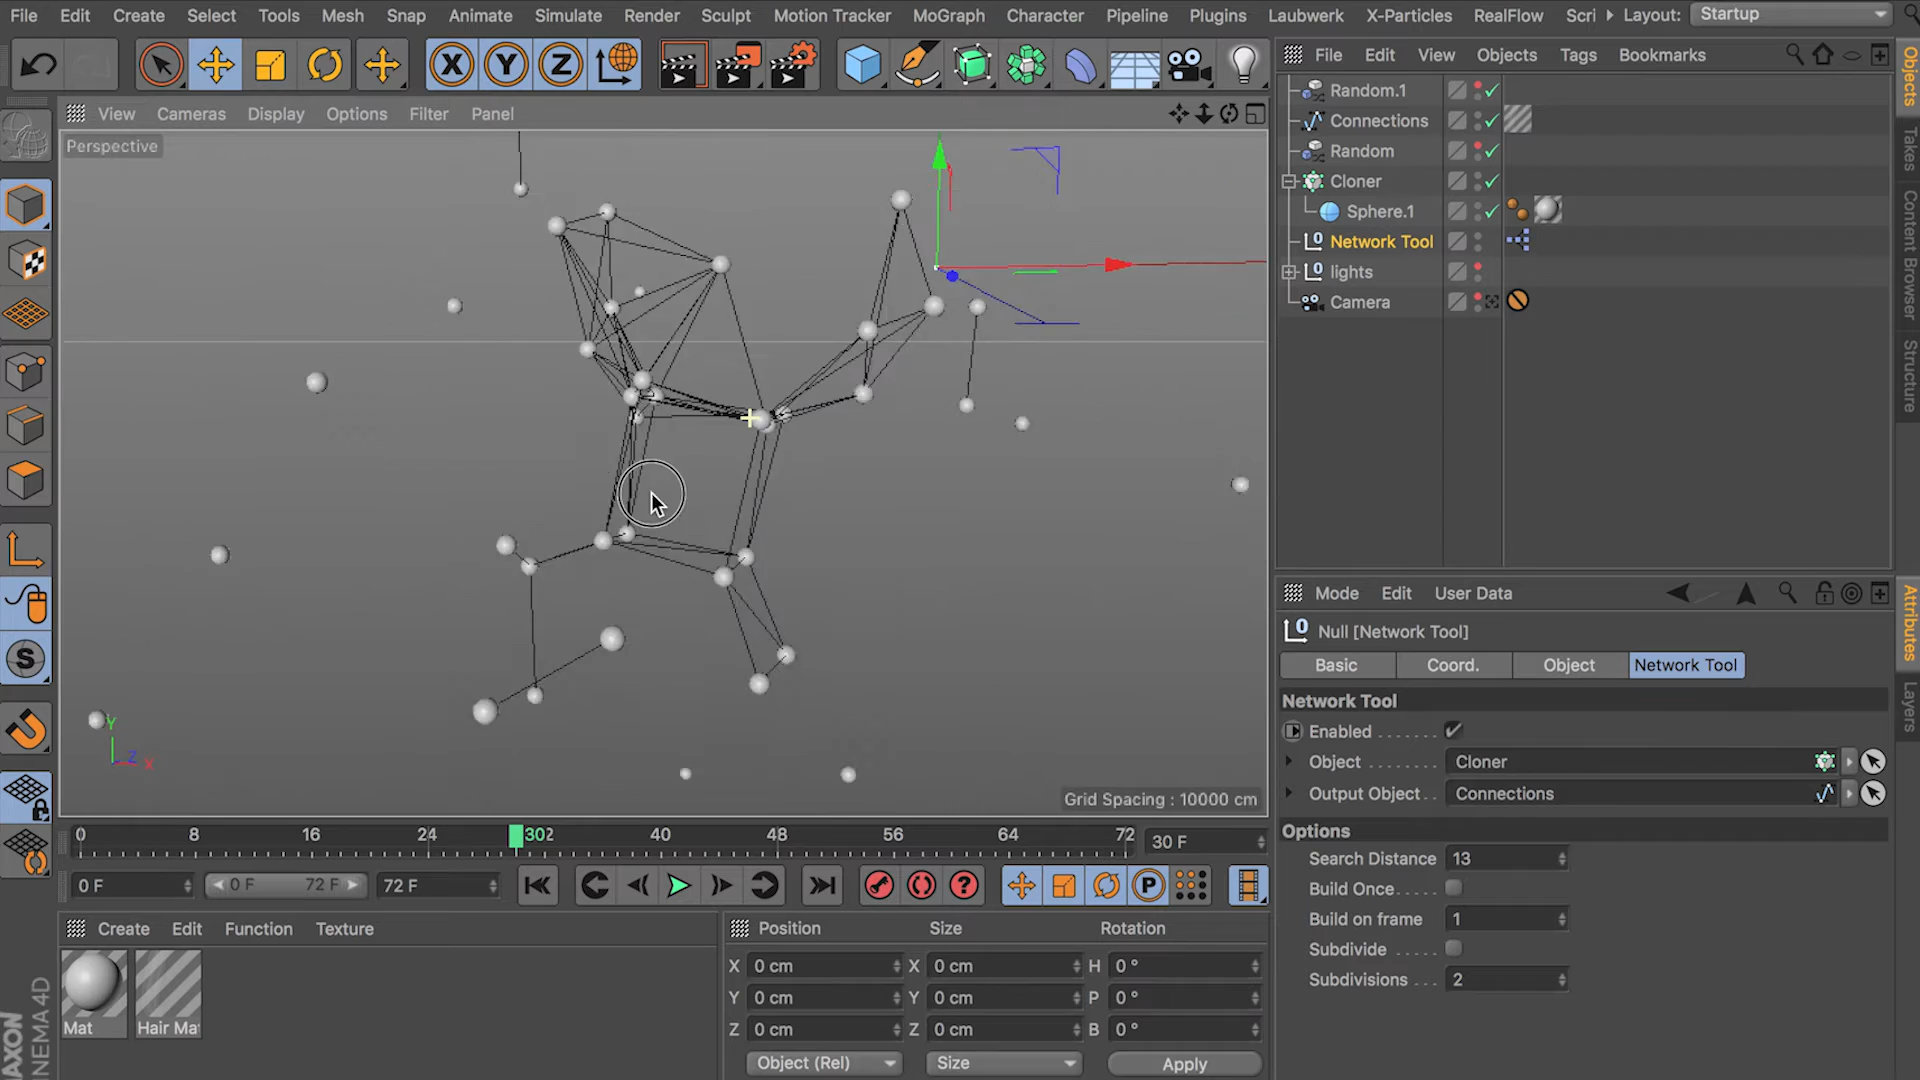 File Edit Create Select Tools Mesh Snap Animate Simulate Render Sculpt Motion Tracker MoGraph Character Pipeline Plugins Laubwerk X-Particles RealFlow Scri Layout: Startup
File Edit View Objects Tags Bookmarks
View Cameras Display Options Filter Panel
Perspective
Random.1
Connections
Random
Cloner
Sphere.1
Network Tool
lights
Camera
Objects
Takes
Content Browser
Structure
Y
Z
X
Grid Spacing : 10000 cm
0 8 16 24 302 40 48 56 64 72 30 F
0 F 0 F 72 F 72 F
Create Edit Function Texture
Mat Hair Ma
MAXON
INEMA 4D
Position Size Rotation
X 0 cm X 0 cm H 0 °
Y 0 cm Y 0 cm P 0 °
Z 0 cm Z 0 cm B 0 °
Object (Rel) Size Apply
Mode Edit User Data
Null [Network Tool]
Basic Coord. Object Network Tool
Network Tool
Enabled
Object Cloner
Output Object Connections
Options
Search Distance 13
Build Once
Build on frame 1
Subdivide
Subdivisions 2
Attributes
Layers